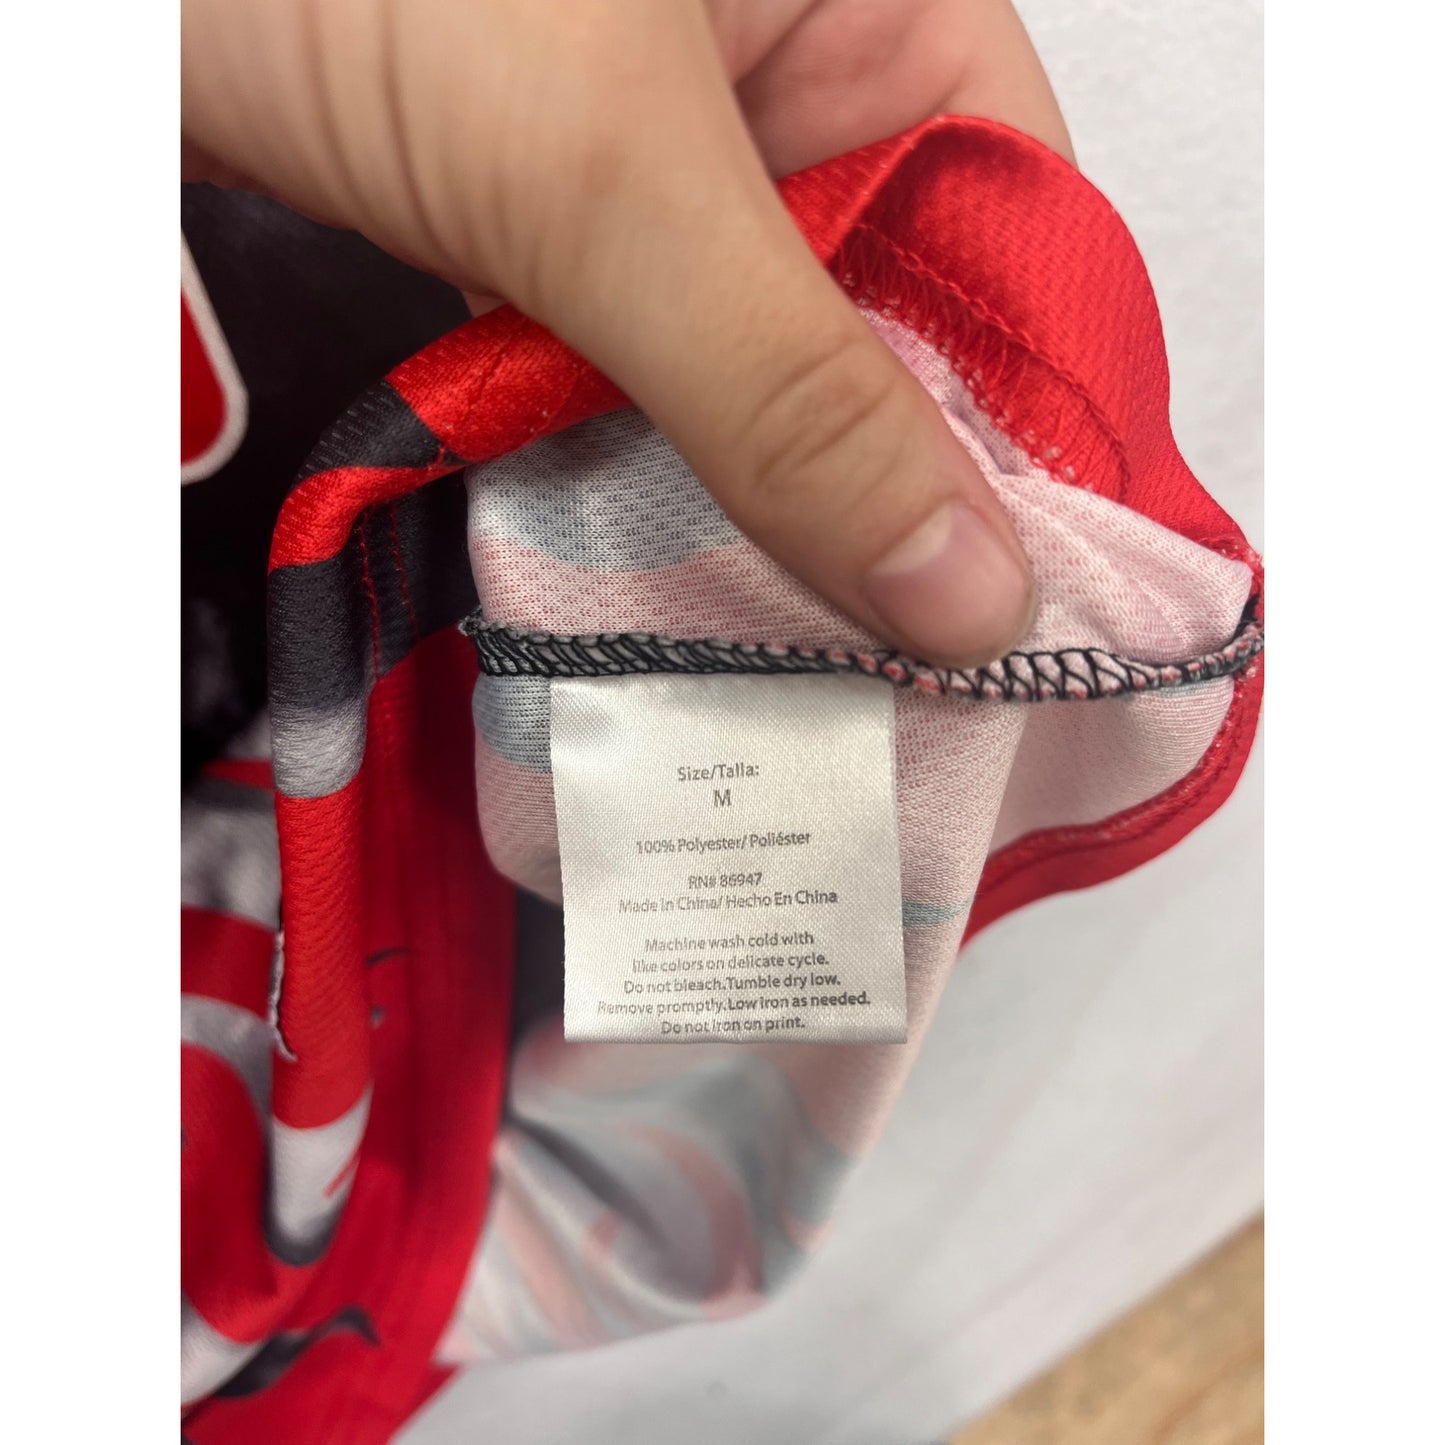 Size/Talla:
M
100% Polyester/ Poliéster
RN# 86947
Made In China/ Hecho En China
Machine wash cold with
like colors on delicate cycle.
Do not bleach. Tumble dry low.
Remove promptly. Low iron as needed.
Do not iron on print.